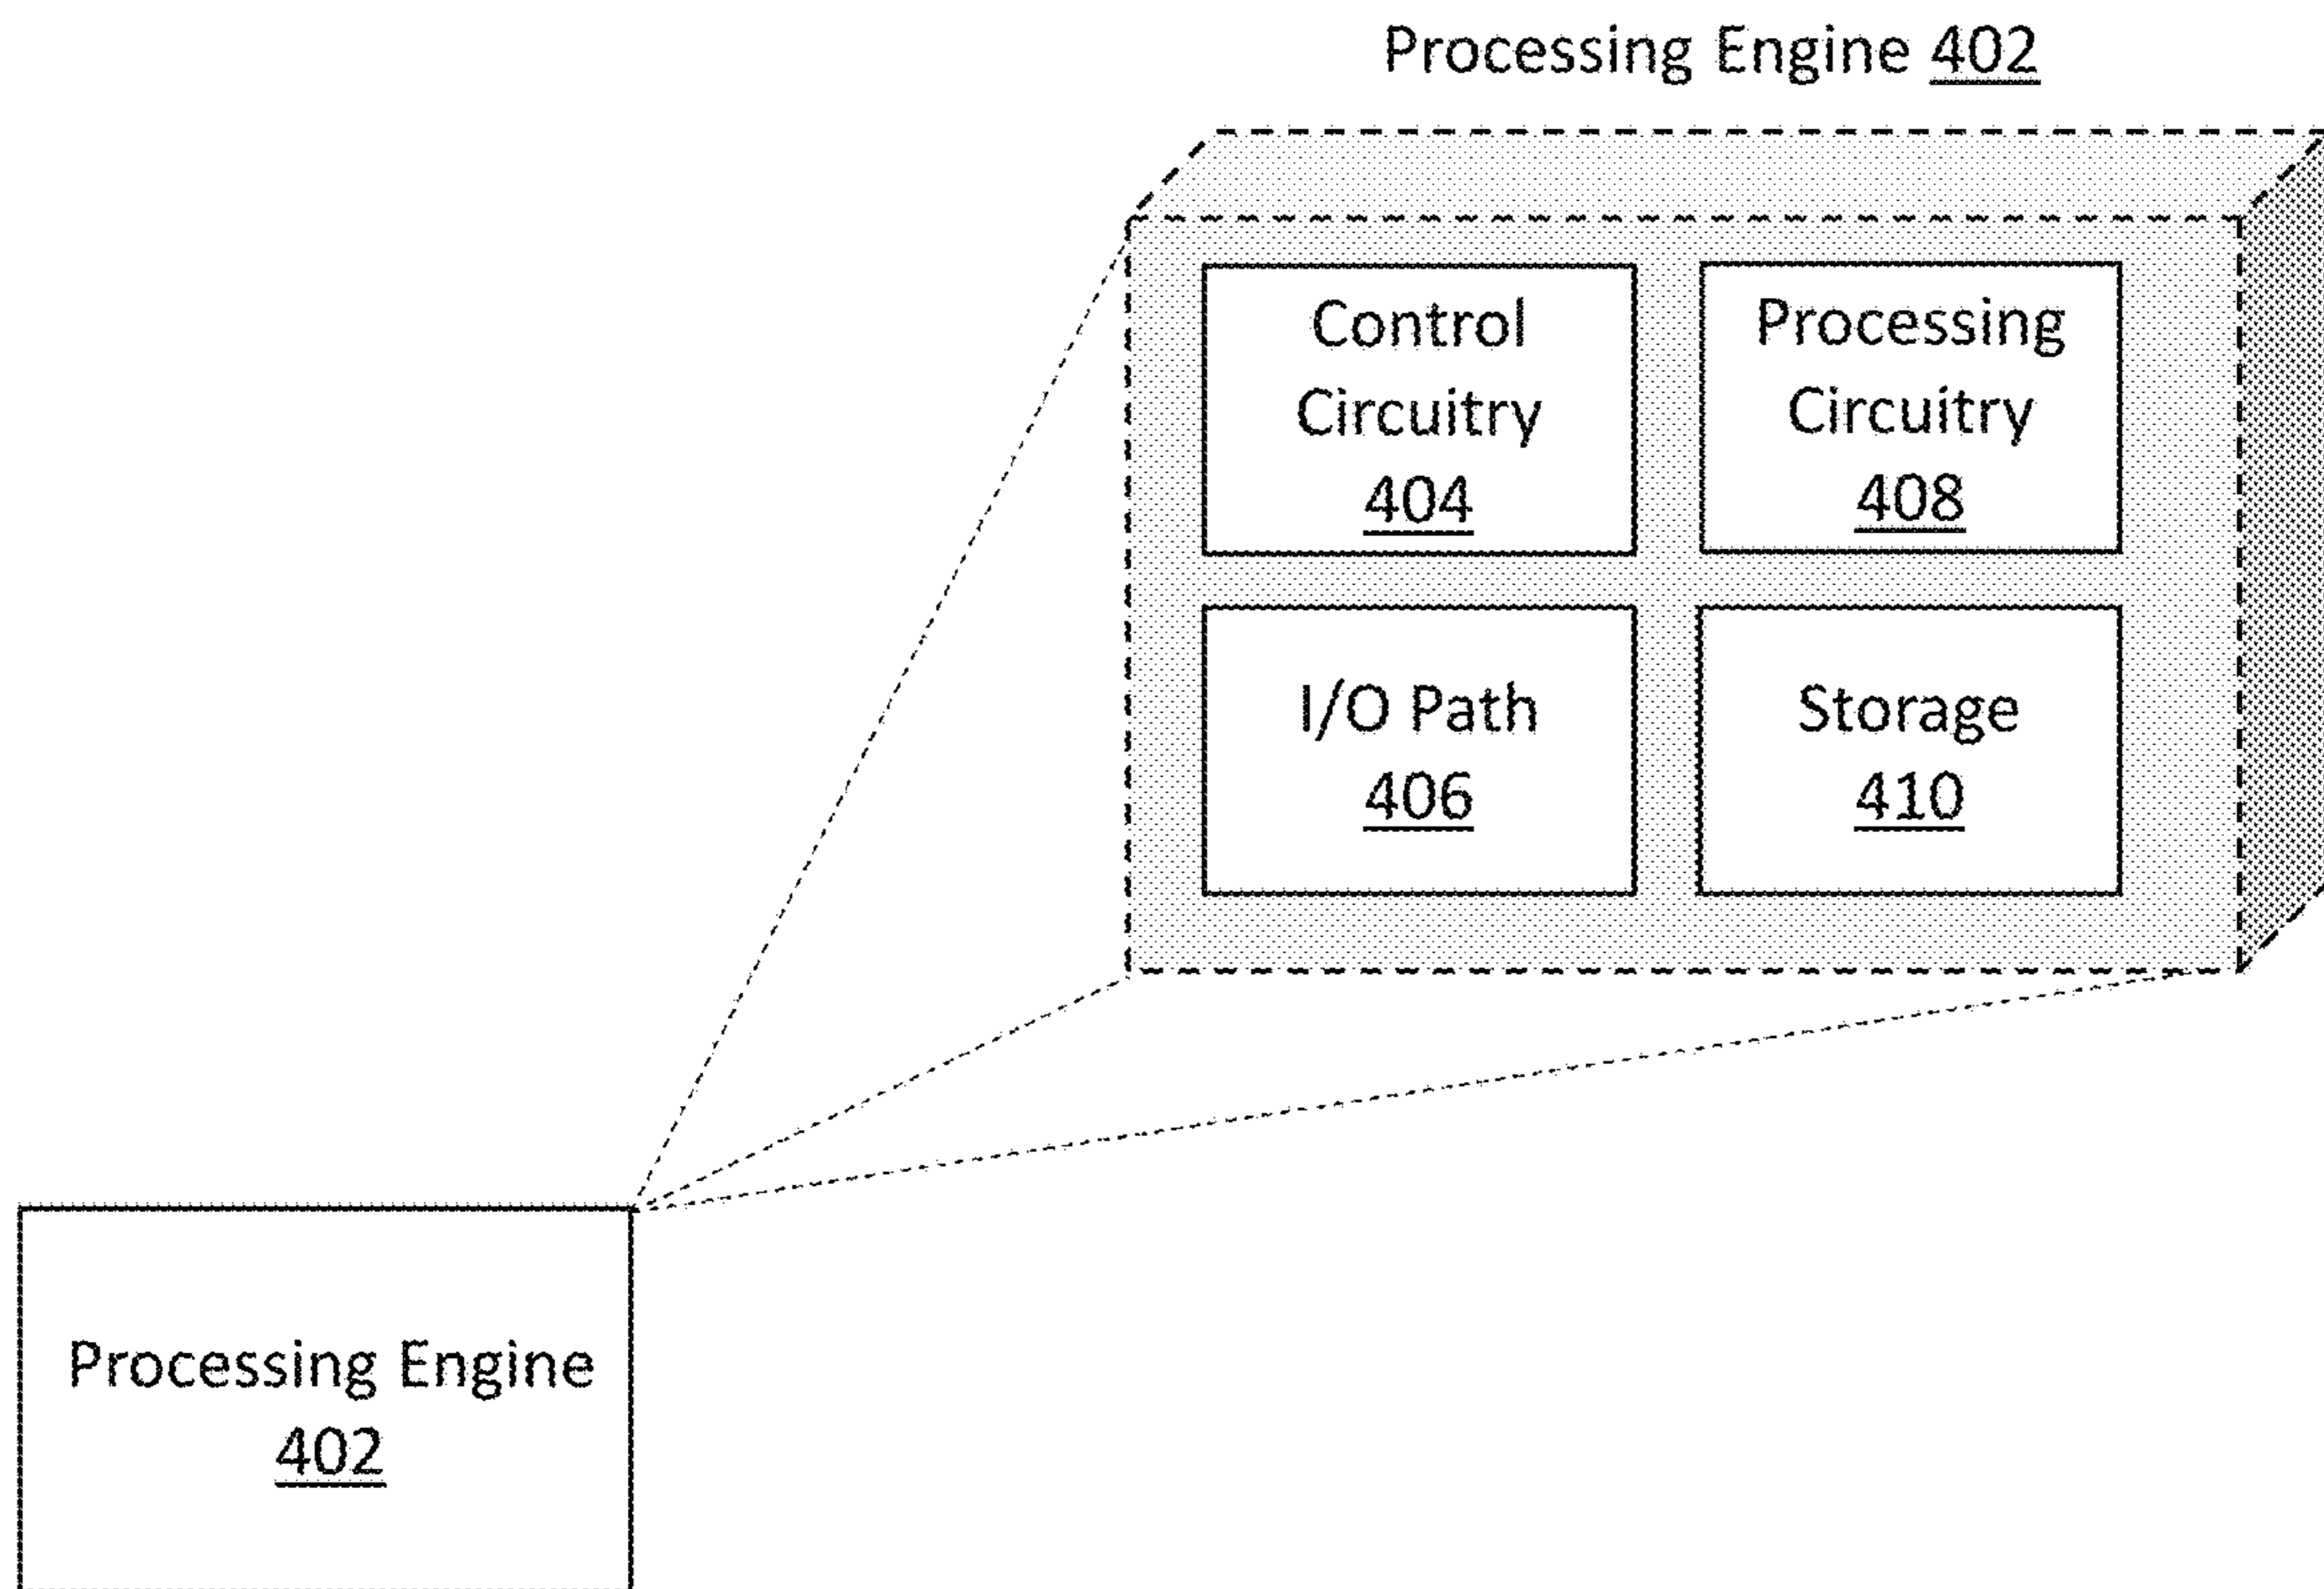 Processing Engine 402
Control
Circuitry
404
Processing
Circuitry
408
I/O Path
406
Storage
410
Processing Engine
402